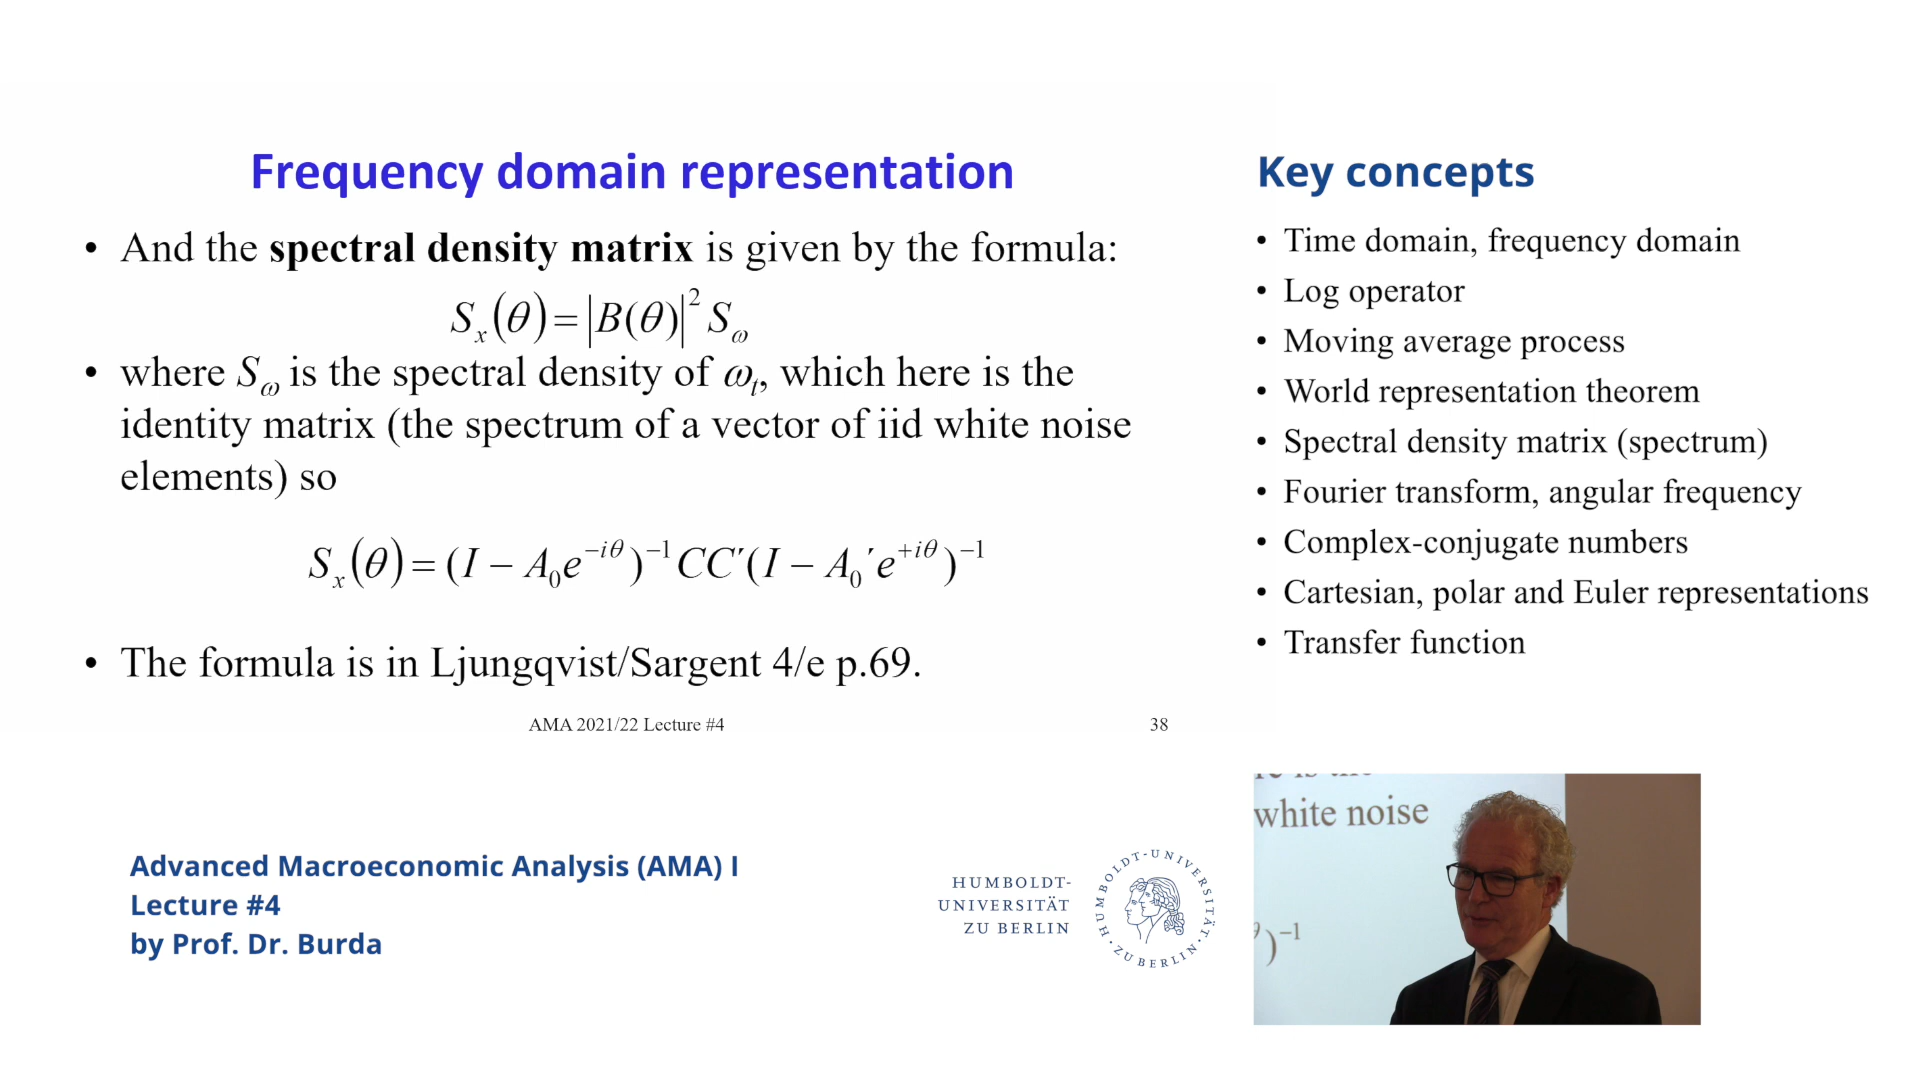 Frequency domain representation
• And the spectral density matrix is given by the formula:
Sₓ(θ) = |B(θ)|² S_ω
• where S_ω is the spectral density of ω_t, which here is the
identity matrix (the spectrum of a vector of iid white noise
elements) so
Sₓ(θ) = (I − A₀e^{−iθ})^{−1} CC′(I − A₀′e^{+iθ})^{−1}
• The formula is in Ljungqvist/Sargent 4/e p.69.
AMA 2021/22 Lecture #4
38
Key concepts
• Time domain, frequency domain
• Log operator
• Moving average process
• World representation theorem
• Spectral density matrix (spectrum)
• Fourier transform, angular frequency
• Complex-conjugate numbers
• Cartesian, polar and Euler representations
• Transfer function
Advanced Macroeconomic Analysis (AMA) I
Lecture #4
by Prof. Dr. Burda
HUMBOLDT-
UNIVERSITÄT
ZU BERLIN
HUMBOLDT-UNIVERSITÄT · ZU BERLIN ·
white noise
)^{−1}